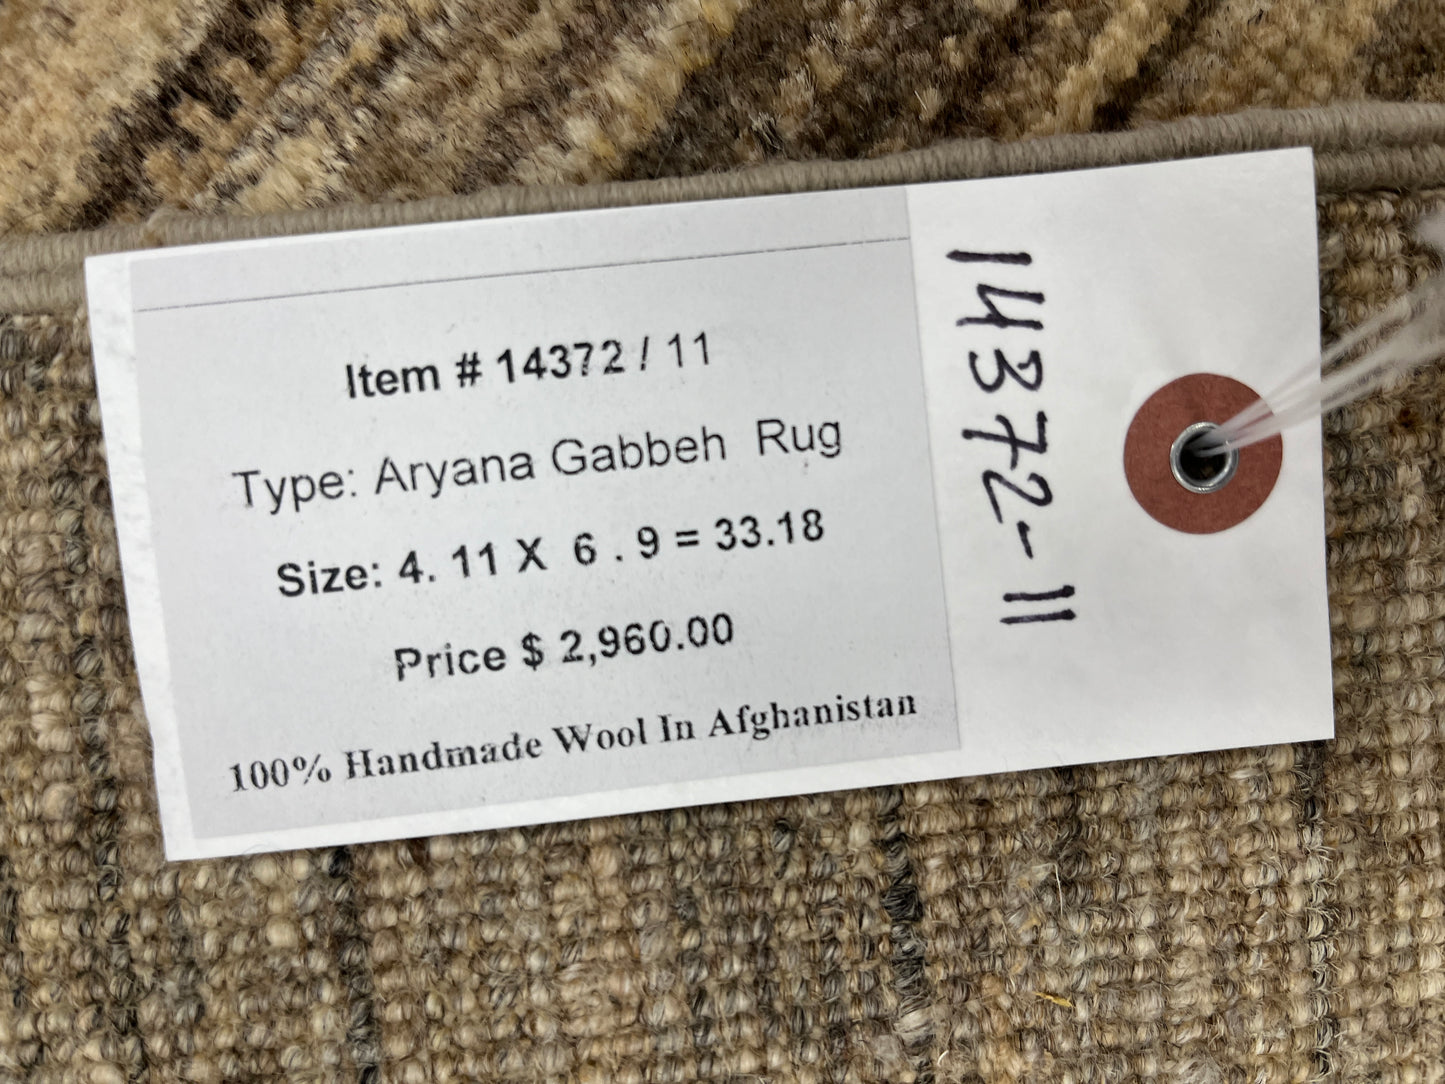 Item # 14372 / 11
Type: Aryana Gabbeh Rug
Size: 4. 11 X 6 . 9 = 33.18
Price $ 2,960.00
100% Handmade Wool In Afghanistan
14372-11